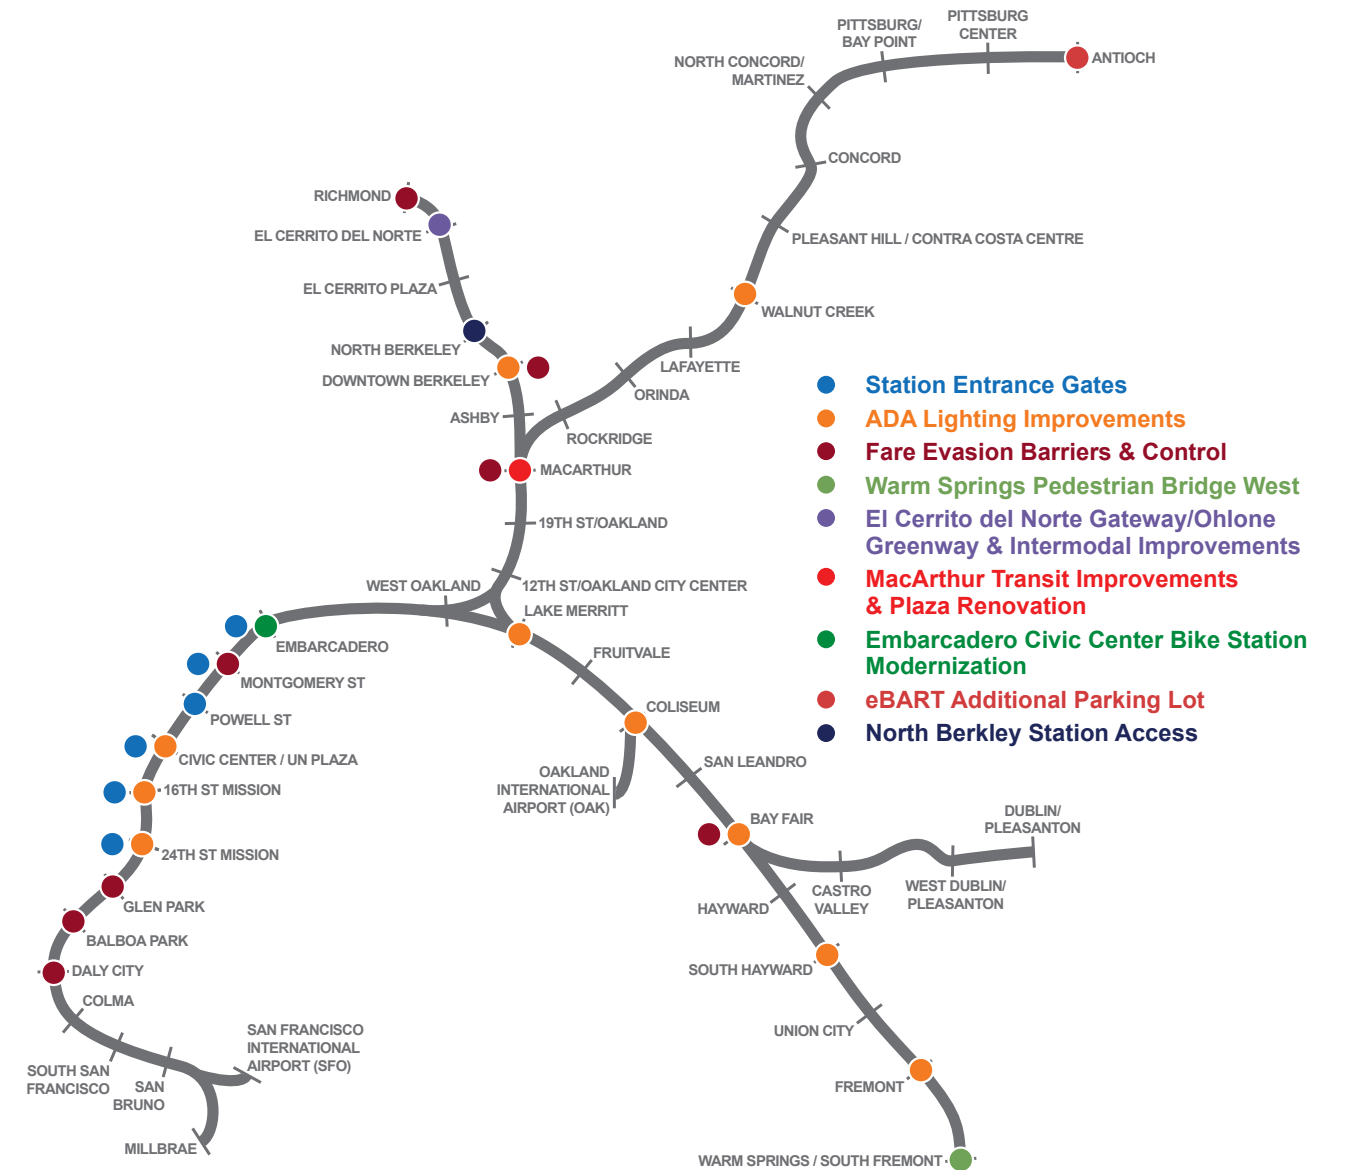 PITTSBURG
CENTER
PITTSBURG/
BAY POINT
ANTIOCH
NORTH CONCORD/
MARTINEZ
CONCORD
RICHMOND
EL CERRITO DEL NORTE
PLEASANT HILL / CONTRA COSTA CENTRE
EL CERRITO PLAZA
WALNUT CREEK
NORTH BERKELEY
LAFAYETTE
DOWNTOWN BERKELEY
ORINDA
ASHBY
ROCKRIDGE
MACARTHUR
19TH ST/OAKLAND
WEST OAKLAND
12TH ST/OAKLAND CITY CENTER
LAKE MERRITT
EMBARCADERO
FRUITVALE
MONTGOMERY ST
COLISEUM
POWELL ST
CIVIC CENTER / UN PLAZA
SAN LEANDRO
OAKLAND
INTERNATIONAL
AIRPORT (OAK)
16TH ST MISSION
BAY FAIR
DUBLIN/
PLEASANTON
24TH ST MISSION
CASTRO
VALLEY
WEST DUBLIN/
PLEASANTON
GLEN PARK
HAYWARD
BALBOA PARK
DALY CITY
SOUTH HAYWARD
COLMA
UNION CITY
SAN FRANCISCO
INTERNATIONAL
AIRPORT (SFO)
SOUTH SAN
FRANCISCO
SAN
BRUNO
FREMONT
MILLBRAE
WARM SPRINGS / SOUTH FREMONT
Station Entrance Gates
ADA Lighting Improvements
Fare Evasion Barriers & Control
Warm Springs Pedestrian Bridge West
El Cerrito del Norte Gateway/Ohlone
Greenway & Intermodal Improvements
MacArthur Transit Improvements
& Plaza Renovation
Embarcadero Civic Center Bike Station
Modernization
eBART Additional Parking Lot
North Berkley Station Access